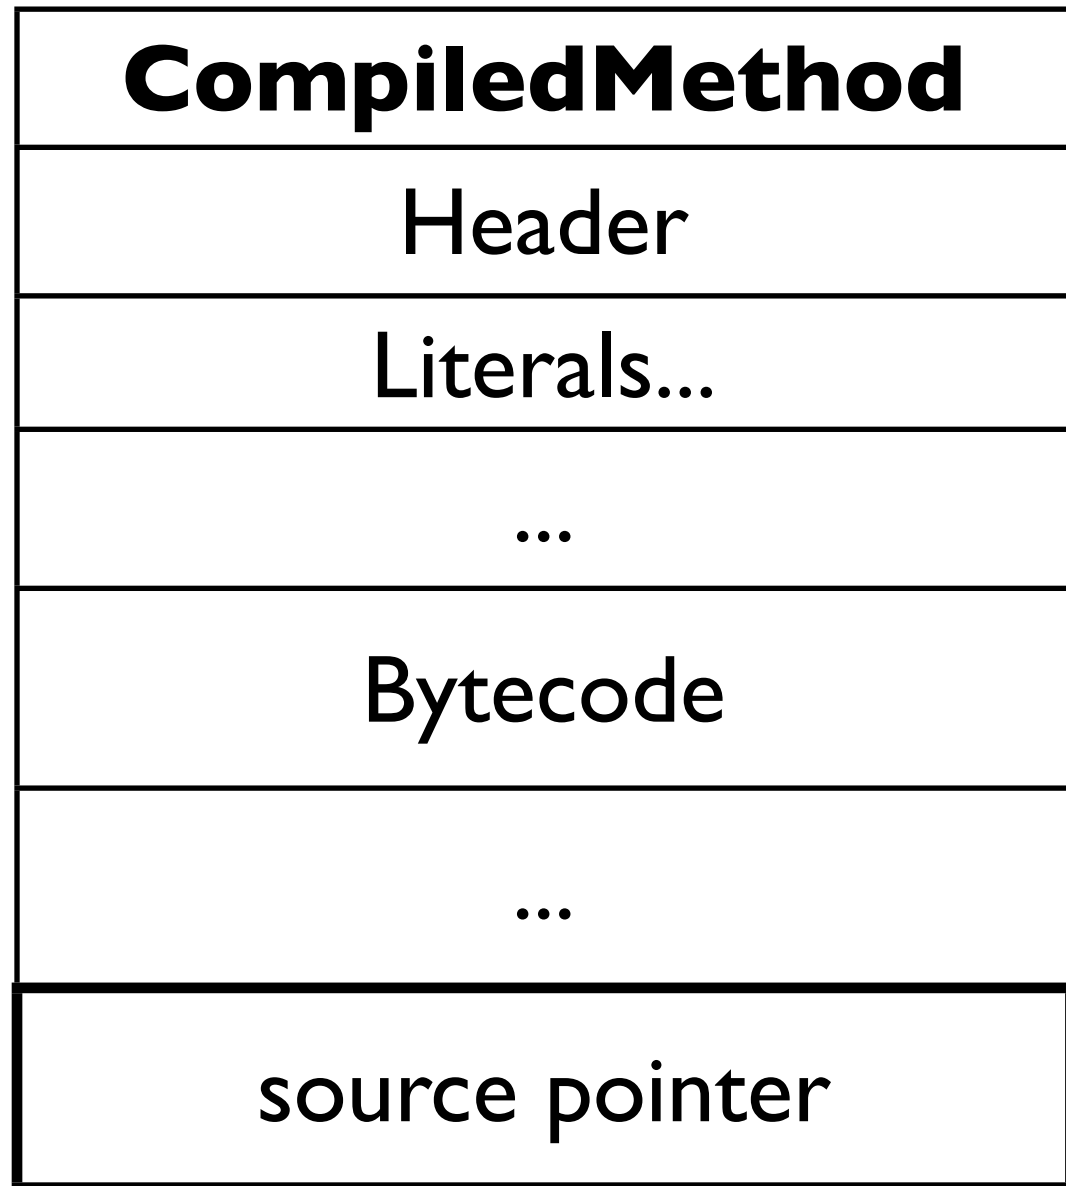 CompiledMethod
Header
Literals...
...
Bytecode
...
source pointer